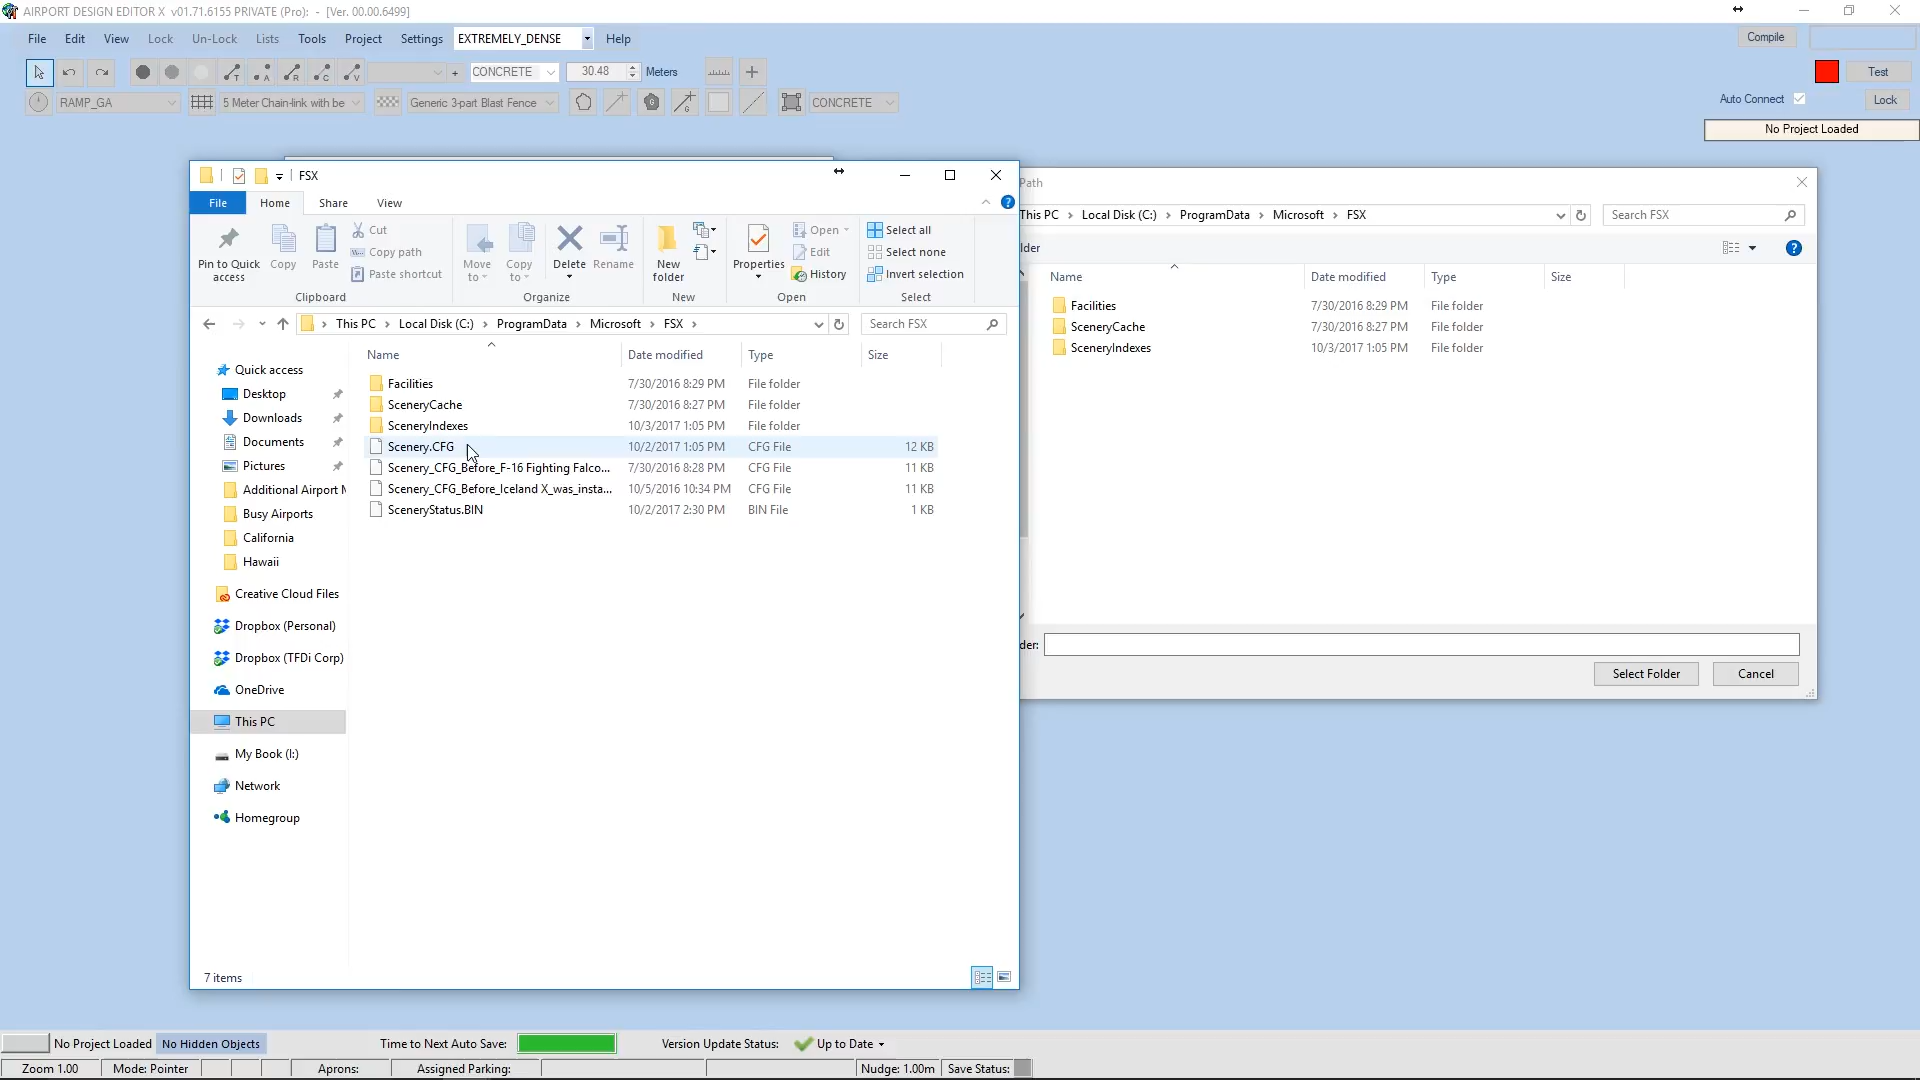 AIRPORT DESIGN EDITOR X v01.71.6155 PRIVATE (Pro): - [Ver. 00.00.6499]
File Edit View Lock Un-Lock Lists Tools Project Settings EXTREMELY_DENSE Help Compile
CONCRETE 30.48 Meters Test
RAMP_GA 5 Meter Chain-link with be Generic 3-part Blast Fence CONCRETE Auto Connect Lock
No Project Loaded
FSX
File Home Share View
Pin to Quick access Copy Paste Cut Copy path Paste shortcut
Clipboard
Move to Copy to Delete Rename
Organize
New folder
New
Properties Open Edit History
Open
Select all
Select none
Invert selection
Select
This PC Local Disk (C:) ProgramData Microsoft FSX Search FSX
Name Date modified Type Size
Facilities 7/30/2016 8:29 PM File folder
SceneryCache 7/30/2016 8:27 PM File folder
SceneryIndexes 10/3/2017 1:05 PM File folder
Scenery.CFG 10/2/2017 1:05 PM CFG File 12 KB
Scenery_CFG_Before_F-16 Fighting Falco... 7/30/2016 8:28 PM CFG File 11 KB
Scenery_CFG_Before_Iceland X_was_insta... 10/5/2016 10:34 PM CFG File 11 KB
SceneryStatus.BIN 10/2/2017 2:30 PM BIN File 1 KB
Quick access
Desktop
Downloads
Documents
Pictures
Additional Airport M
Busy Airports
California
Hawaii
Creative Cloud Files
Dropbox (Personal)
Dropbox (TFDi Corp)
OneDrive
This PC
My Book (I:)
Network
Homegroup
7 items
Path
This PC Local Disk (C:) ProgramData Microsoft FSX Search FSX
lder
Name Date modified Type Size
Facilities 7/30/2016 8:29 PM File folder
SceneryCache 7/30/2016 8:27 PM File folder
SceneryIndexes 10/3/2017 1:05 PM File folder
der:
Select Folder Cancel
No Project Loaded No Hidden Objects Time to Next Auto Save: Version Update Status: Up to Date
Zoom 1.00 Mode: Pointer Aprons: Assigned Parking: Nudge: 1.00m Save Status: